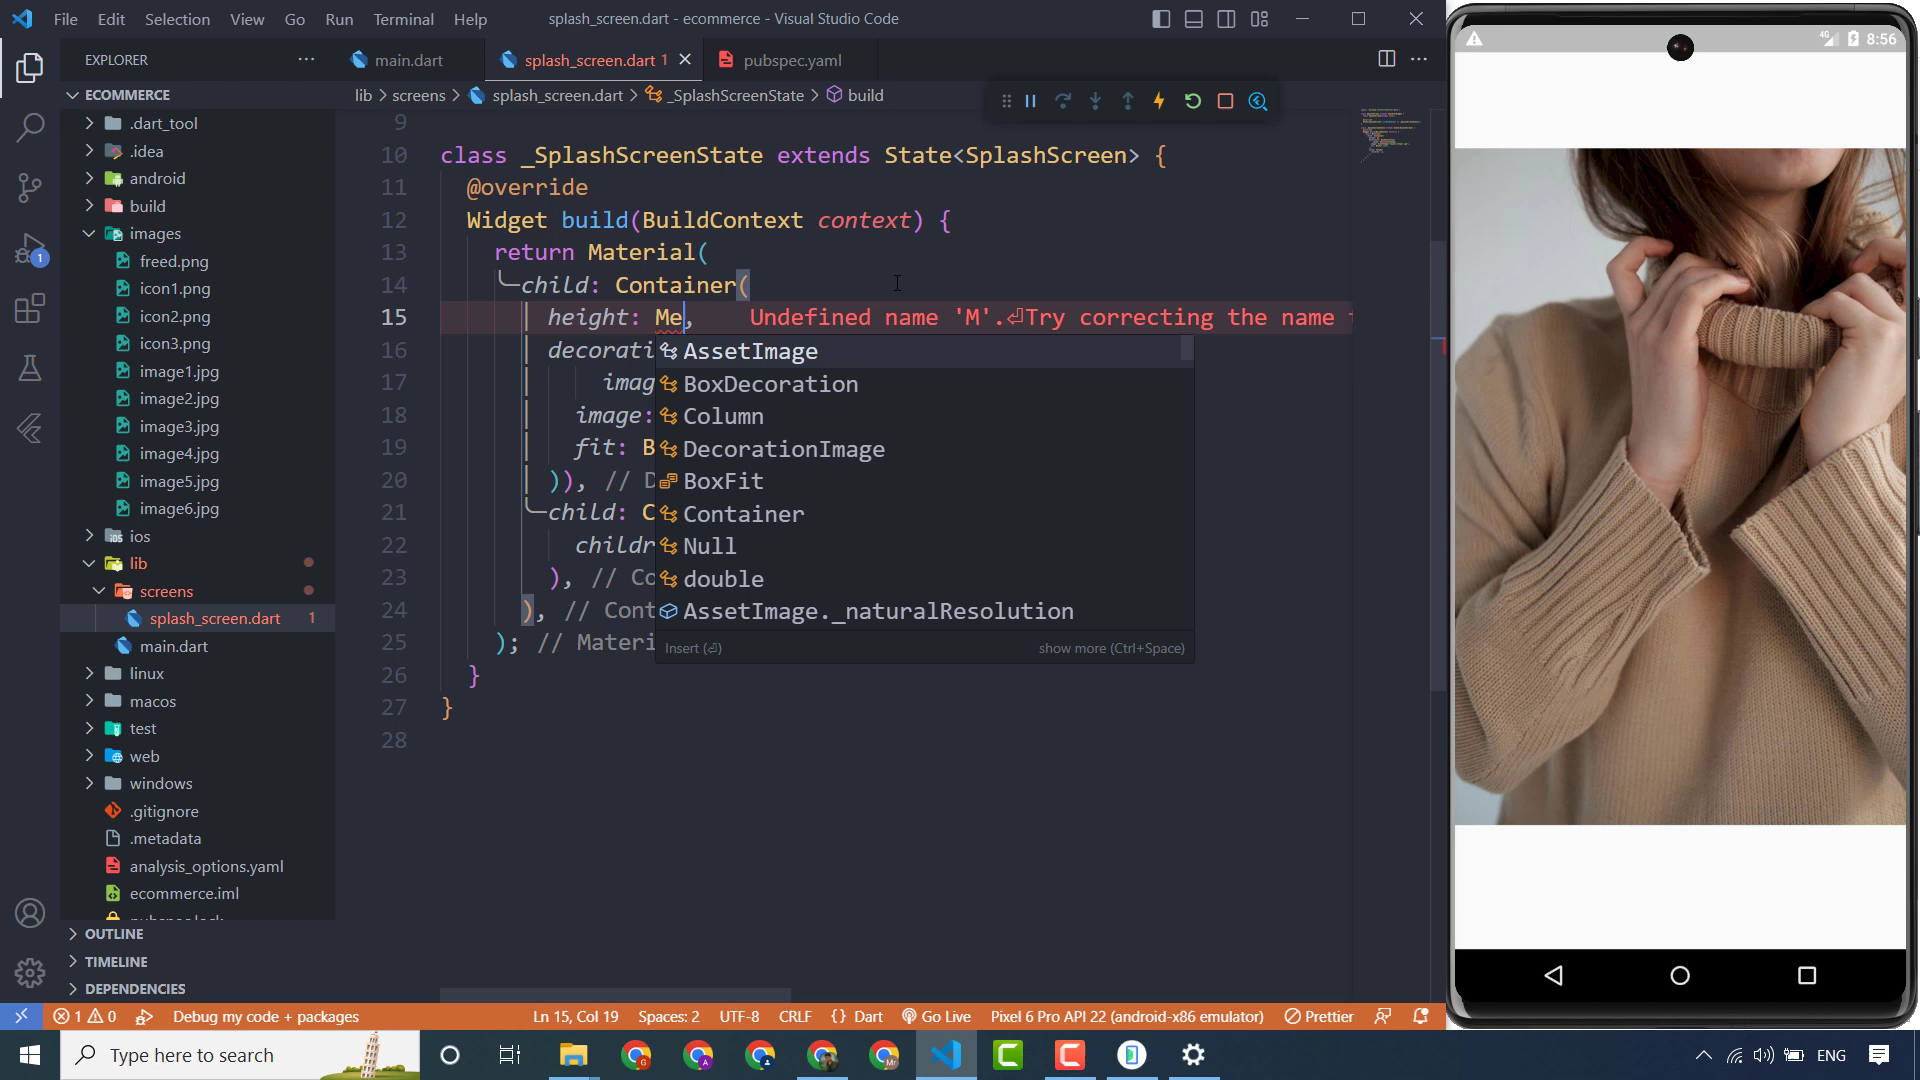 File Edit Selection View Go Run Terminal Help
splash_screen.dart - ecommerce - Visual Studio Code
EXPLORER
main.dart
splash_screen.dart 1
pubspec.yaml
lib > screens > splash_screen.dart > _SplashScreenState > build
ECOMMERCE
.dart_tool
.idea
android
build
images
freed.png
icon1.png
icon2.png
icon3.png
image1.jpg
image2.jpg
image3.jpg
image4.jpg
image5.jpg
image6.jpg
ios
lib
screens
splash_screen.dart 1
main.dart
linux
macos
test
web
windows
.gitignore
.metadata
analysis_options.yaml
ecommerce.iml
OUTLINE
TIMELINE
DEPENDENCIES
1
9
10 class _SplashScreenState extends State<SplashScreen> {
11 @override
12 Widget build(BuildContext context) {
13 return Material(
14 child: Container(
15 height: Me, Undefined name 'M'.⏎Try correcting the name
16 decorati
17 imag
18 image:
19 fit: B
20 )), // D
21 child: C
22 childr
23 ), // Co
24 ), // Cont
25 ); // Materi
26 }
27 }
28
AssetImage
BoxDecoration
Column
DecorationImage
BoxFit
Container
Null
double
AssetImage._naturalResolution
Insert (⏎) show more (Ctrl+Space)
4G 8:56
1 0 Debug my code + packages
Ln 15, Col 19 Spaces: 2 UTF-8 CRLF {} Dart Go Live Pixel 6 Pro API 22 (android-x86 emulator) Prettier
Type here to search
ENG